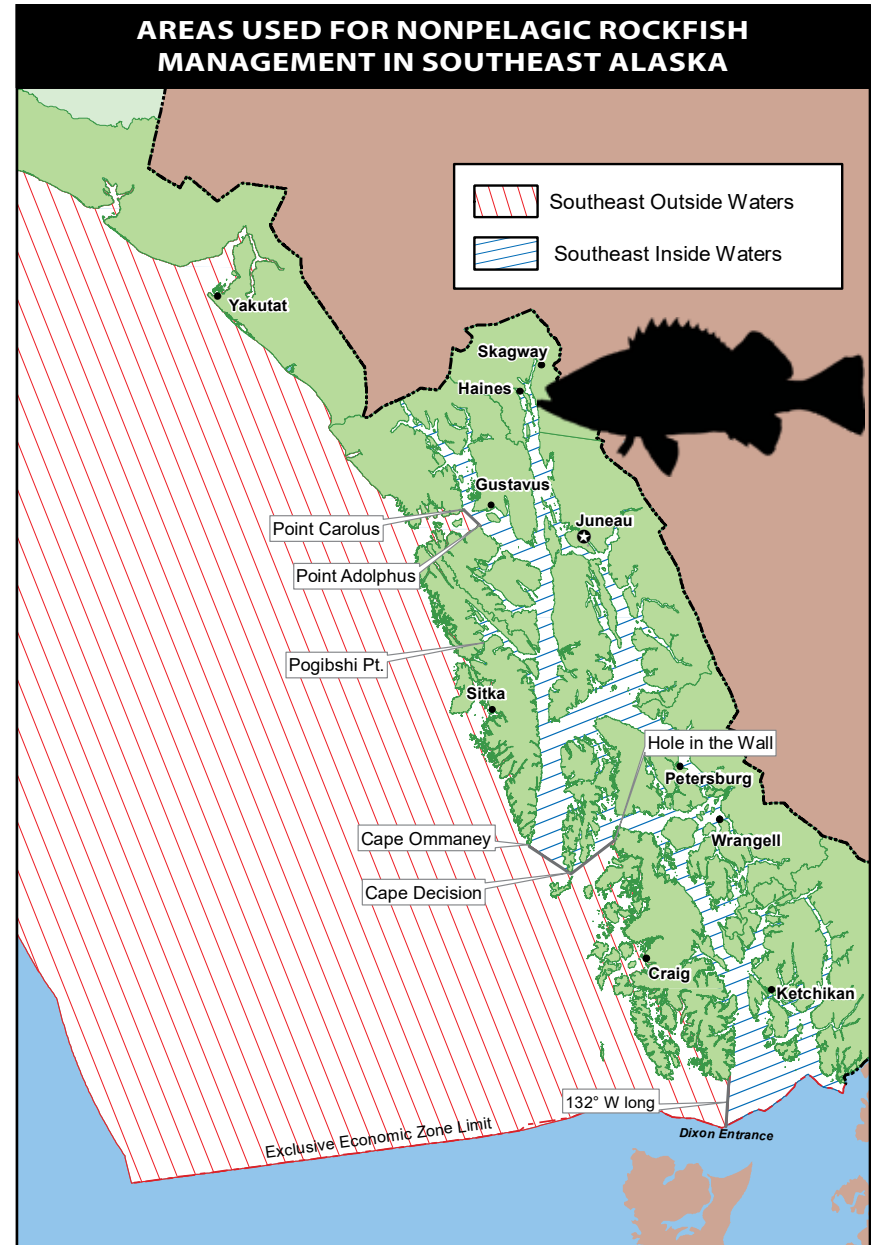 AREAS USED FOR NONPELAGIC ROCKFISH
MANAGEMENT IN SOUTHEAST ALASKA
Southeast Outside Waters
Southeast Inside Waters
Yakutat
Skagway
Haines
Gustavus
Point Carolus
Juneau
Point Adolphus
Pogibshi Pt.
Sitka
Hole in the Wall
Petersburg
Cape Ommaney
Wrangell
Cape Decision
Craig
Ketchikan
132° W long
Exclusive Economic Zone Limit
Dixon Entrance